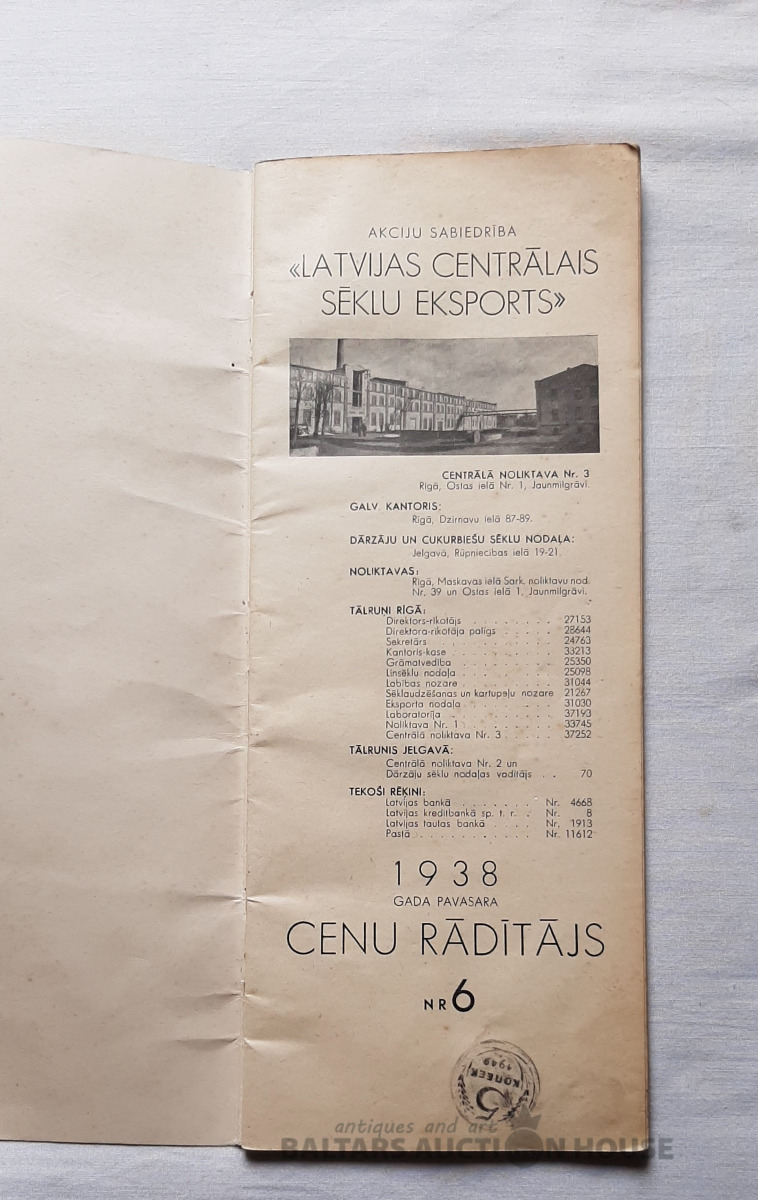 AKCIJU SABIEDRĪBA
«LATVIJAS CENTRĀLAIS
SĒKLU EKSPORTS»
CENTRĀLĀ NOLIKTAVA Nr. 3
Rīgā, Ostas ielā Nr. 1, Jaunmīlgrāvī.
GALV. KANTORIS:
Rīgā, Dzirnavu ielā 87-89.
DĀRZĀJU UN CUKURBIEŠU SĒKLU NODAĻA:
Jelgavā, Rūpniecības ielā 19-21.
NOLIKTAVAS:
Rīgā, Maskavas ielā Sark. noliktavu nod.
Nr. 39 un Ostas ielā 1, Jaunmīlgrāvī.
TĀLRUŅI RĪGĀ:
Direktors-rīkotājs . . . . . . . 27153
Direktora-rīkotāja palīgs . . . . . 28644
Sekretārs . . . . . . . . . . 24763
Kantoris-kase . . . . . . . . . 33213
Grāmatvedība . . . . . . . . . 25350
Linsēklu nodaļa . . . . . . . . 25098
Labības nozare . . . . . . . . 31044
Sēklaudzēšanas un kartupeļu nozare 21267
Eksporta nodaļa . . . . . . . . 31030
Laboratorija . . . . . . . . . 37193
Noliktava Nr. 1 . . . . . . . . 33745
Centrālā noliktava Nr. 3 . . . . . 37252
TĀLRUNIS JELGAVĀ:
Centrālā noliktava Nr. 2 un
Dārzāju sēklu nodaļas vadītājs . . 70
TEKOŠI RĒĶINI:
Latvijas bankā . . . . . . . Nr. 4668
Latvijas kredītbankā sp. t. r. . Nr. 8
Latvijas tautas bankā . . . . Nr. 1913
Pastā . . . . . . . . . . . Nr. 11612
1938
GADA PAVASARA
CENU RĀDĪTĀJS
NR 6
5
КОПЕЕК
1949
antiques and art
BALTARS AUCTION HOUSE